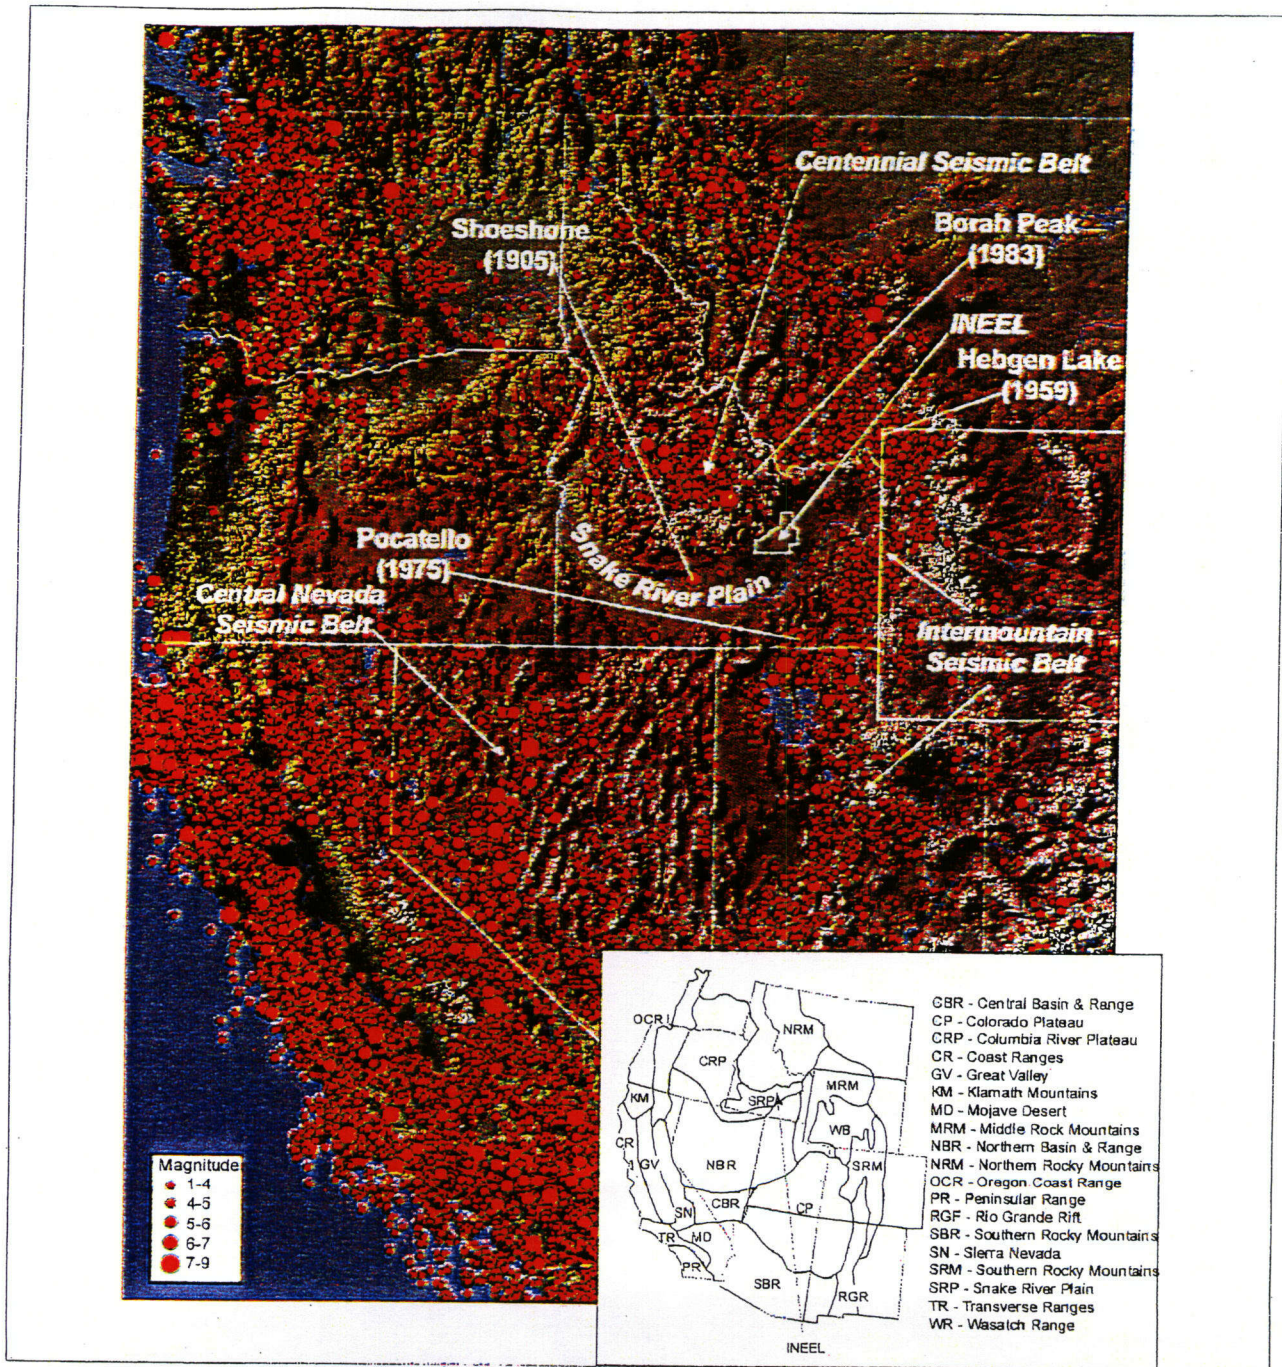 Centennial Seismic Belt
Shoeshone
(1905)
Borah Peak
(1983)
INEEL
Hebgen Lake
(1959)
Snake River Plain
Pocatello
(1975)
Central Nevada
Seismic Belt
Intermountain
Seismic Belt
Magnitude
1-4
4-5
5-6
6-7
7-9
OCR
NRM
CRP
KM
SRP
MRM
WB
CR
GV
NBR
SRM
SN
CBR
CP
TR
MD
PR
SBR
RGR
INEEL
CBR - Central Basin & Range
CP - Colorado Plateau
CRP - Columbia River Plateau
CR - Coast Ranges
GV - Great Valley
KM - Klamath Mountains
MD - Mojave Desert
MRM - Middle Rock Mountains
NBR - Northern Basin & Range
NRM - Northern Rocky Mountains
OCR - Oregon Coast Range
PR - Peninsular Range
RGF - Rio Grande Rift
SBR - Southern Rocky Mountains
SN - Sierra Nevada
SRM - Southern Rocky Mountains
SRP - Snake River Plain
TR - Transverse Ranges
WR - Wasatch Range